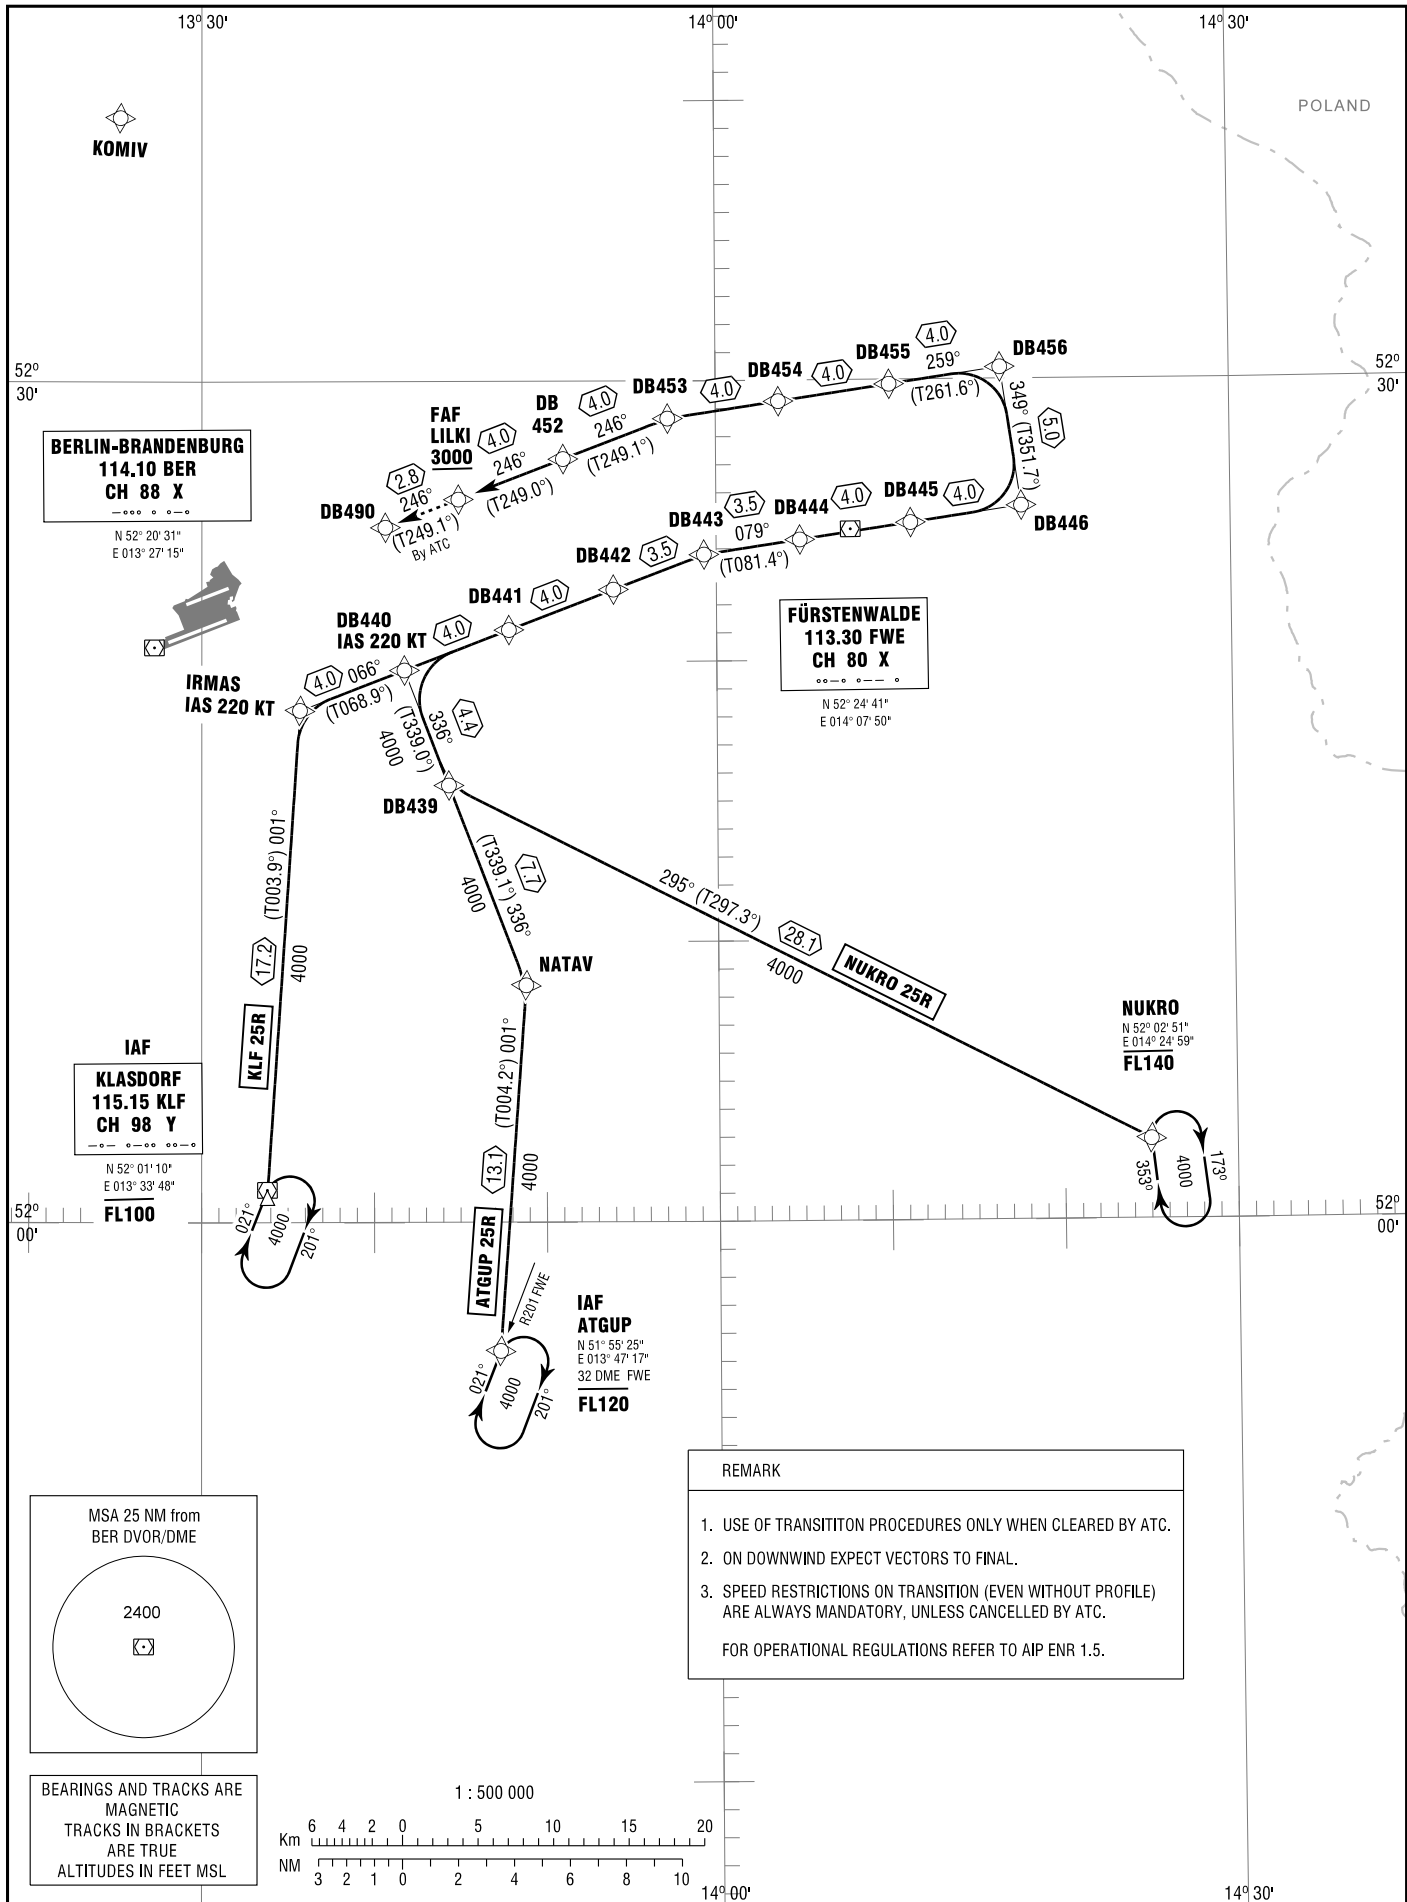 13° 30'
14° 00'
14° 30'
POLAND
KOMIV
DB456
DB455
4.0
259°
(T261.6°)
DB454
4.0
DB453
4.0
349° (T351.7°)
5.0
52°
30'
52°
30'
DB
452
4.0
246°
(T249.1°)
FAF
LILKI
3000
4.0
246°
(T249.0°)
2.8
246°
(T249.1°)
By ATC
DB490
BERLIN-BRANDENBURG
114.10 BER
CH 88 X
N 52° 20' 31"
E 013° 27' 15"
DB446
4.0
DB445
4.0
DB444
3.5
079°
(T081.4°)
DB443
3.5
DB442
4.0
DB441
4.0
DB440
IAS 220 KT
4.0 066°
(T068.9°)
IRMAS
IAS 220 KT
FÜRSTENWALDE
113.30 FWE
CH 80 X
N 52° 24' 41"
E 014° 07' 50"
4.4
336°
(T339.0°)
4000
DB439
(T003.9°) 001°
17.2
4000
KLF 25R
(T339.1°) 336°
7.7
4000
295° (T297.3°)
28.1
4000
NUKRO 25R
NATAV
(T004.2°) 001°
13.1
4000
ATGUP 25R
NUKRO
N 52° 02' 51"
E 014° 24' 59"
FL140
353°
4000
173°
IAF
KLASDORF
115.15 KLF
CH 98 Y
N 52° 01' 10"
E 013° 33' 48"
FL100
021°
4000
201°
52°
00'
52°
00'
R201 FWE
IAF
ATGUP
N 51° 55' 25"
E 013° 47' 17"
32 DME FWE
FL120
021°
4000
201°
REMARK
1. USE OF TRANSITITON PROCEDURES ONLY WHEN CLEARED BY ATC.
2. ON DOWNWIND EXPECT VECTORS TO FINAL.
3. SPEED RESTRICTIONS ON TRANSITION (EVEN WITHOUT PROFILE)
ARE ALWAYS MANDATORY, UNLESS CANCELLED BY ATC.
FOR OPERATIONAL REGULATIONS REFER TO AIP ENR 1.5.
MSA 25 NM from
BER DVOR/DME
2400
BEARINGS AND TRACKS ARE
MAGNETIC
TRACKS IN BRACKETS
ARE TRUE
ALTITUDES IN FEET MSL
1 : 500 000
Km 6 4 2 0 5 10 15 20
NM 3 2 1 0 2 4 6 8 10
14° 00'
14° 30'